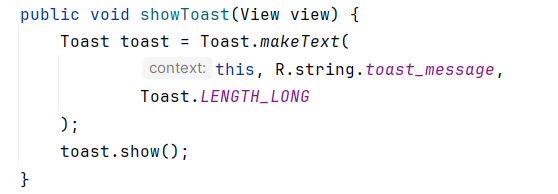 public void showToast(View view) {
    Toast toast = Toast.makeText(
            context: this, R.string.toast_message,
            Toast.LENGTH_LONG
    );
    toast.show();
}